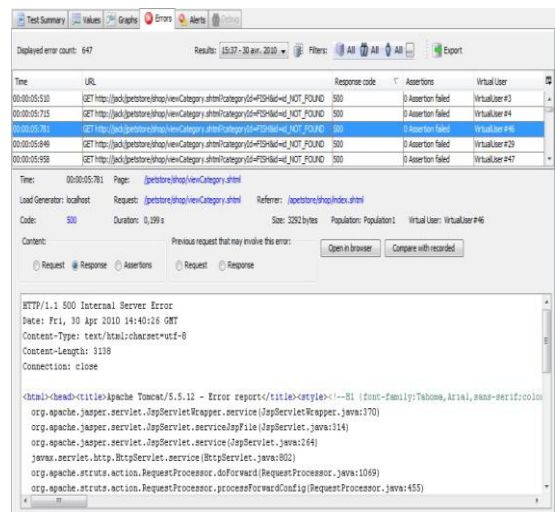 Test Summary Values Graphs Errors Alerts Debug
Displayed error count: 647 Results: 15:37 - 30 avr. 2010 Filters: All All All ... Export
Time URL Response code Assertions Virtual User
00:00:05:510 GET http://jack/jpetstore/shop/viewCategory.shtml?categoryId=FISH&id=id_NOT_FOUND 500 0 Assertion failed VirtualUser #3
00:00:05:715 GET http://jack/jpetstore/shop/viewCategory.shtml?categoryId=FISH&id=id_NOT_FOUND 500 0 Assertion failed VirtualUser #4
00:00:05:781 GET http://jack/jpetstore/shop/viewCategory.shtml?categoryId=FISH&id=id_NOT_FOUND 500 0 Assertion failed VirtualUser #46
00:00:05:849 GET http://jack/jpetstore/shop/viewCategory.shtml?categoryId=FISH&id=id_NOT_FOUND 500 0 Assertion failed VirtualUser #29
00:00:05:958 GET http://jack/jpetstore/shop/viewCategory.shtml?categoryId=FISH&id=id_NOT_FOUND 500 0 Assertion failed VirtualUser #47
Time: 00:00:05:781 Page: /jpetstore/shop/viewCategory.shtml
Load Generator: localhost Request: /jpetstore/shop/viewCategory.shtml Referrer: /jpetstore/shop/index.shtml
Code: 500 Duration: 0,199 s Size: 3292 bytes Population: Population1 Virtual User: VirtualUser #46
Content: Previous request that may involve this error: Open in browser Compare with recorded
Request Response Assertions Request Response
HTTP/1.1 500 Internal Server Error
Date: Fri, 30 Apr 2010 14:40:26 GMT
Content-Type: text/html;charset=utf-8
Content-Length: 3138
Connection: close
<html><head><title>Apache Tomcat/5.5.12 - Error report</title><style><!--H1 {font-family:Tahoma,Arial,sans-serif;colo
org.apache.jasper.servlet.JspServletWrapper.service(JspServletWrapper.java:370)
org.apache.jasper.servlet.JspServlet.serviceJspFile(JspServlet.java:314)
org.apache.jasper.servlet.JspServlet.service(JspServlet.java:264)
javax.servlet.http.HttpServlet.service(HttpServlet.java:802)
org.apache.struts.action.RequestProcessor.doForward(RequestProcessor.java:1069)
org.apache.struts.action.RequestProcessor.processForwardConfig(RequestProcessor.java:455)